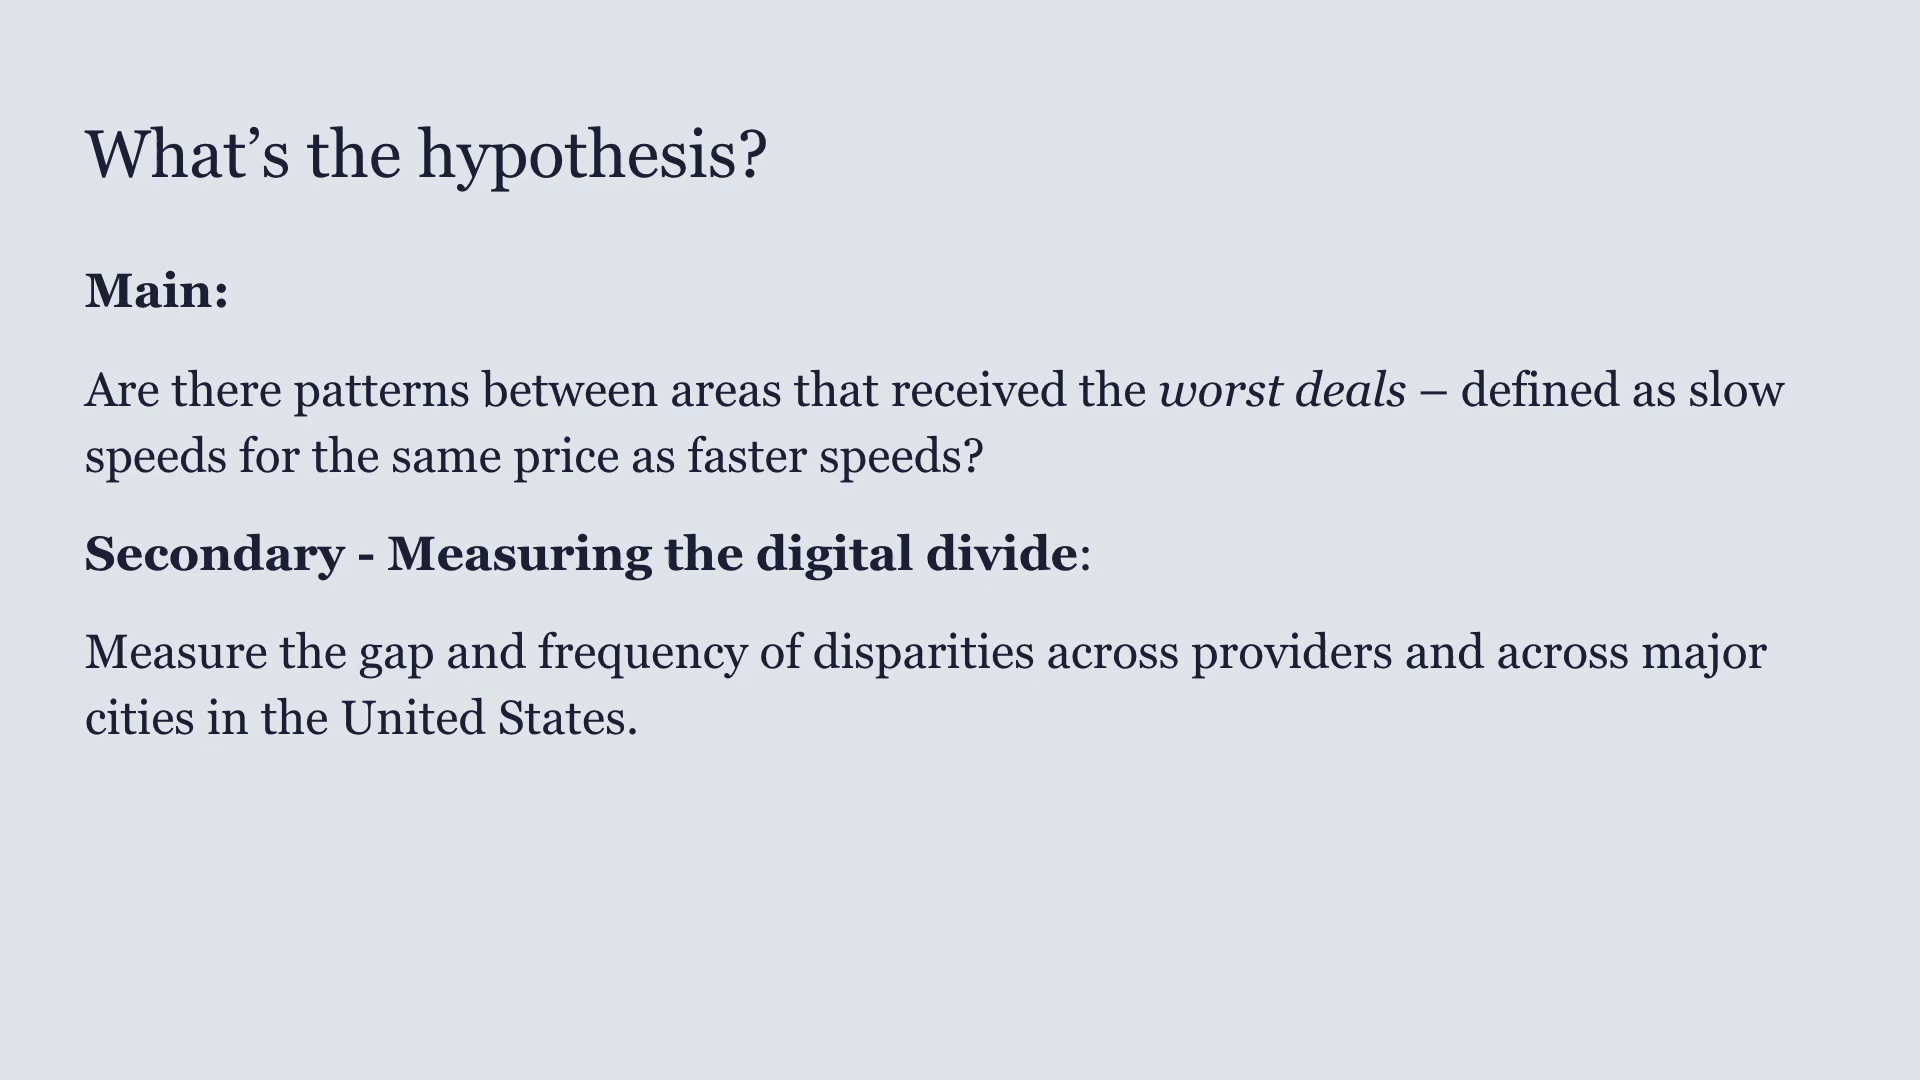 What’s the hypothesis?
Main:
Are there patterns between areas that received the worst deals – defined as slow
speeds for the same price as faster speeds?
Secondary - Measuring the digital divide:
Measure the gap and frequency of disparities across providers and across major
cities in the United States.